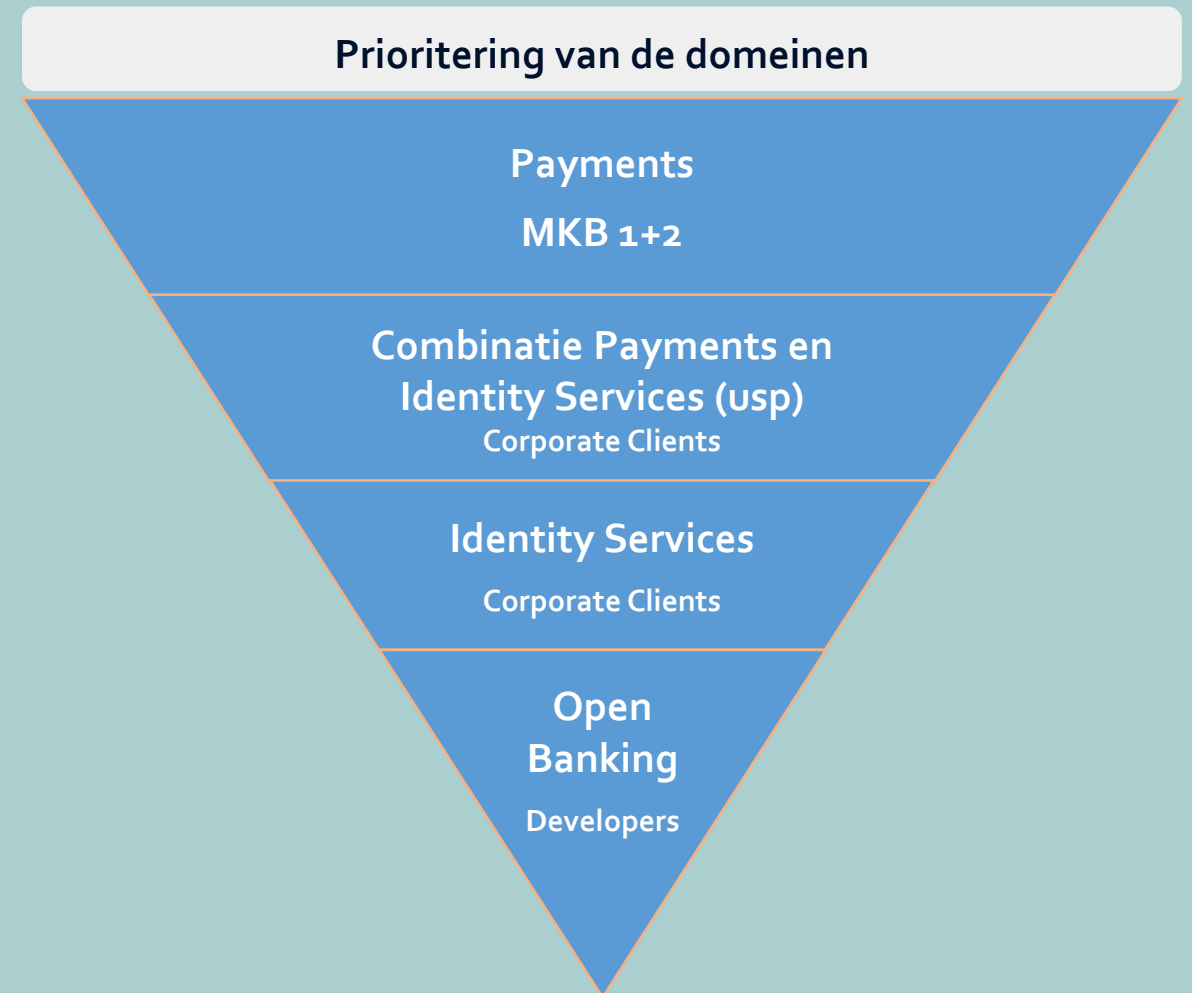 Prioritering van de domeinen
Payments
MKB 1+2
Combinatie Payments en
Identity Services (usp)
Corporate Clients
Identity Services
Corporate Clients
Open
Banking
Developers